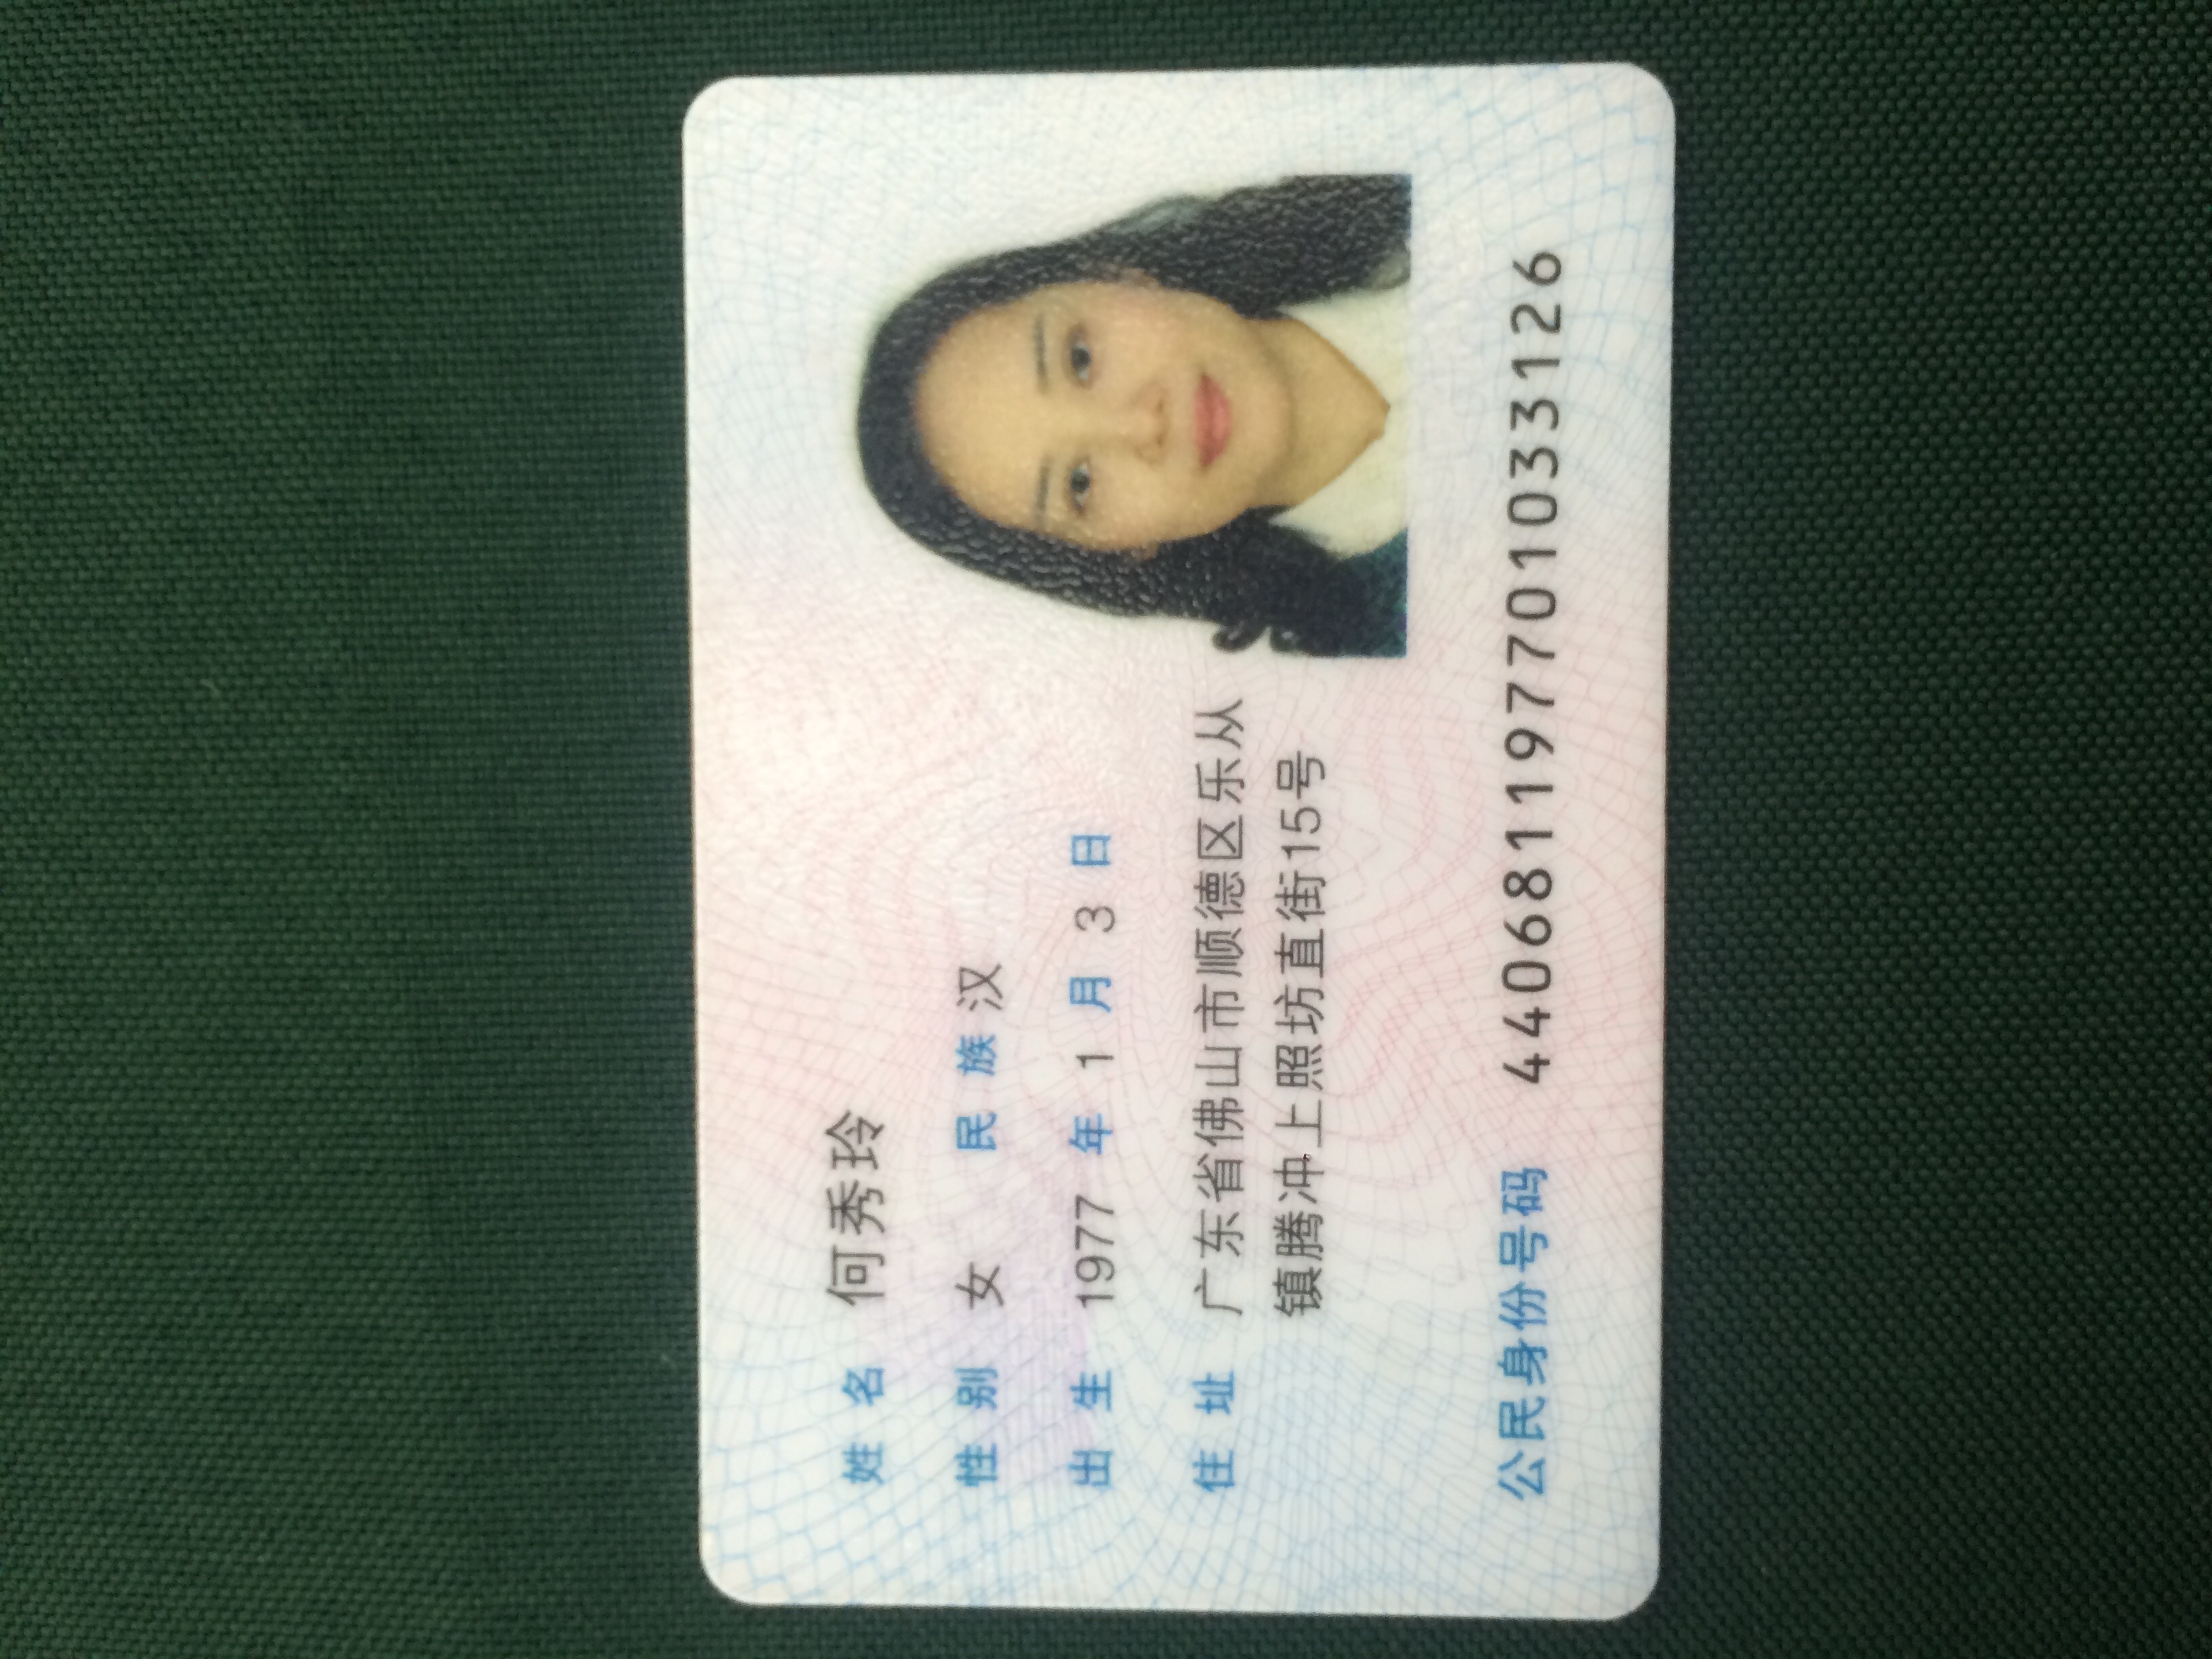 姓名 何秀玲
性别 女 民族 汉
出生 1977 年 1 月 3 日
住址 广东省佛山市顺德区乐从
镇腾冲上照坊直街15号
公民身份号码 440681197701033126